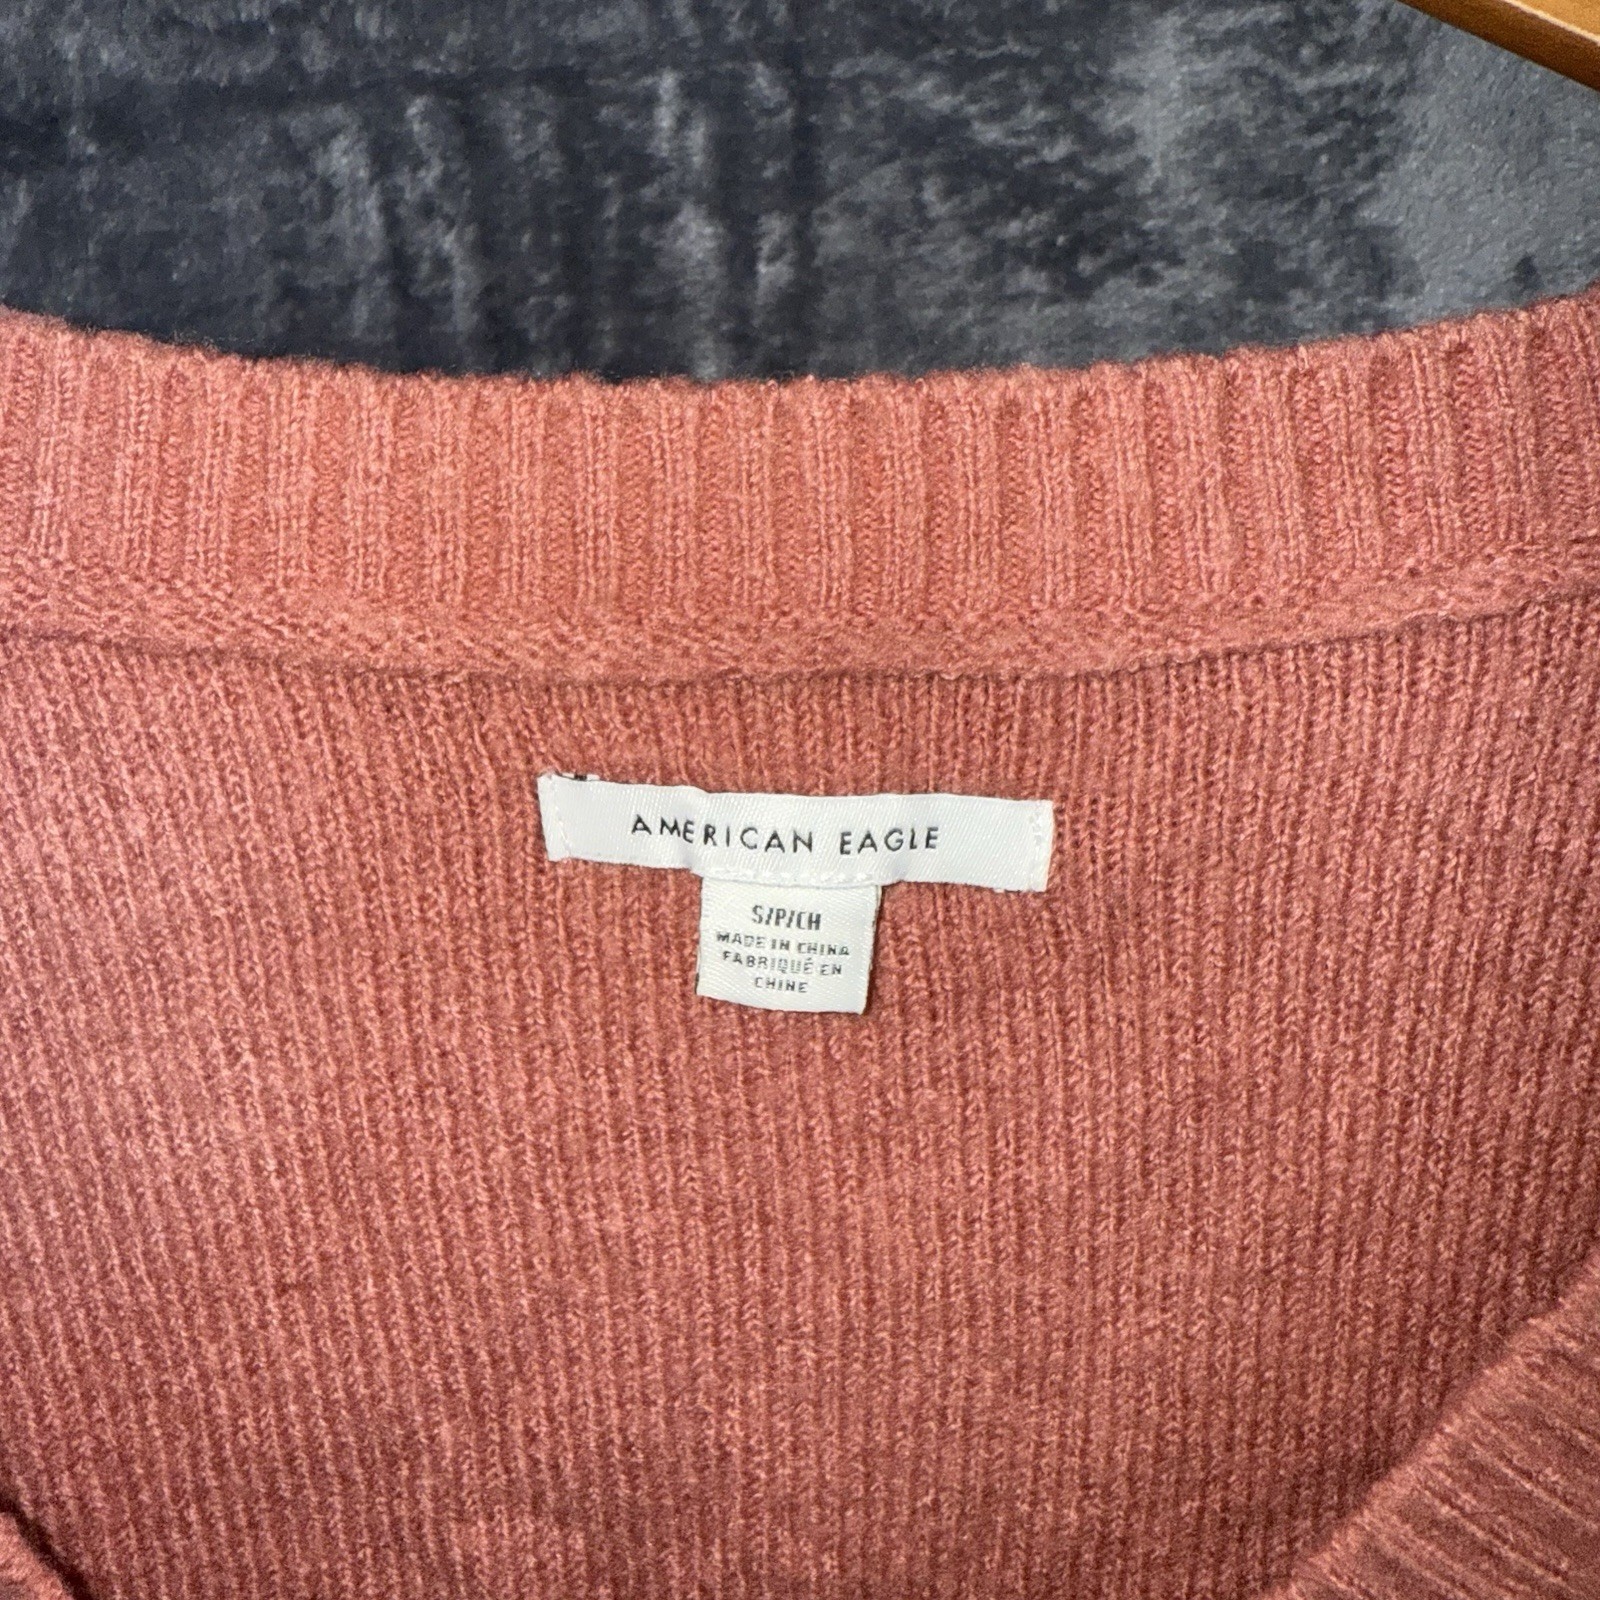 AMERICAN EAGLE
S/P/CH
MADE IN CHINA
FABRIQUÉ EN
CHINE